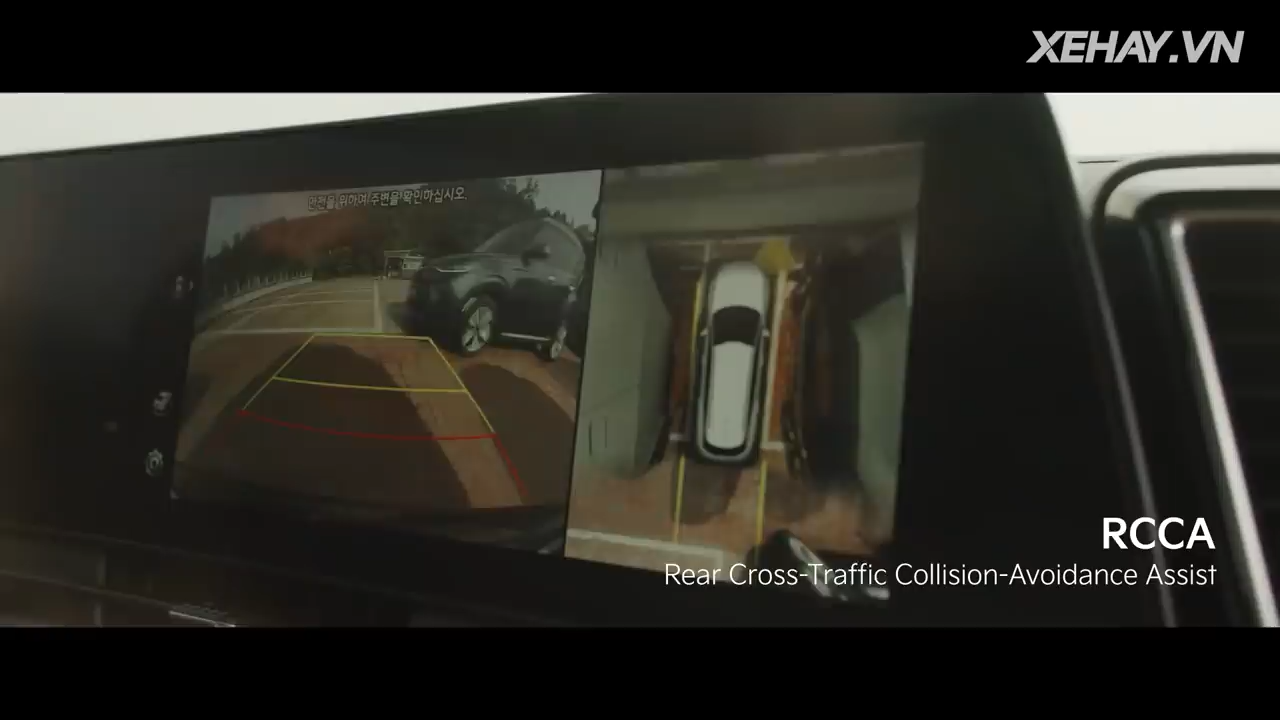 XEHAY.VN
안전을 위하여 주변을 확인하십시오.
RCCA
Rear Cross-Traffic Collision-Avoidance Assist